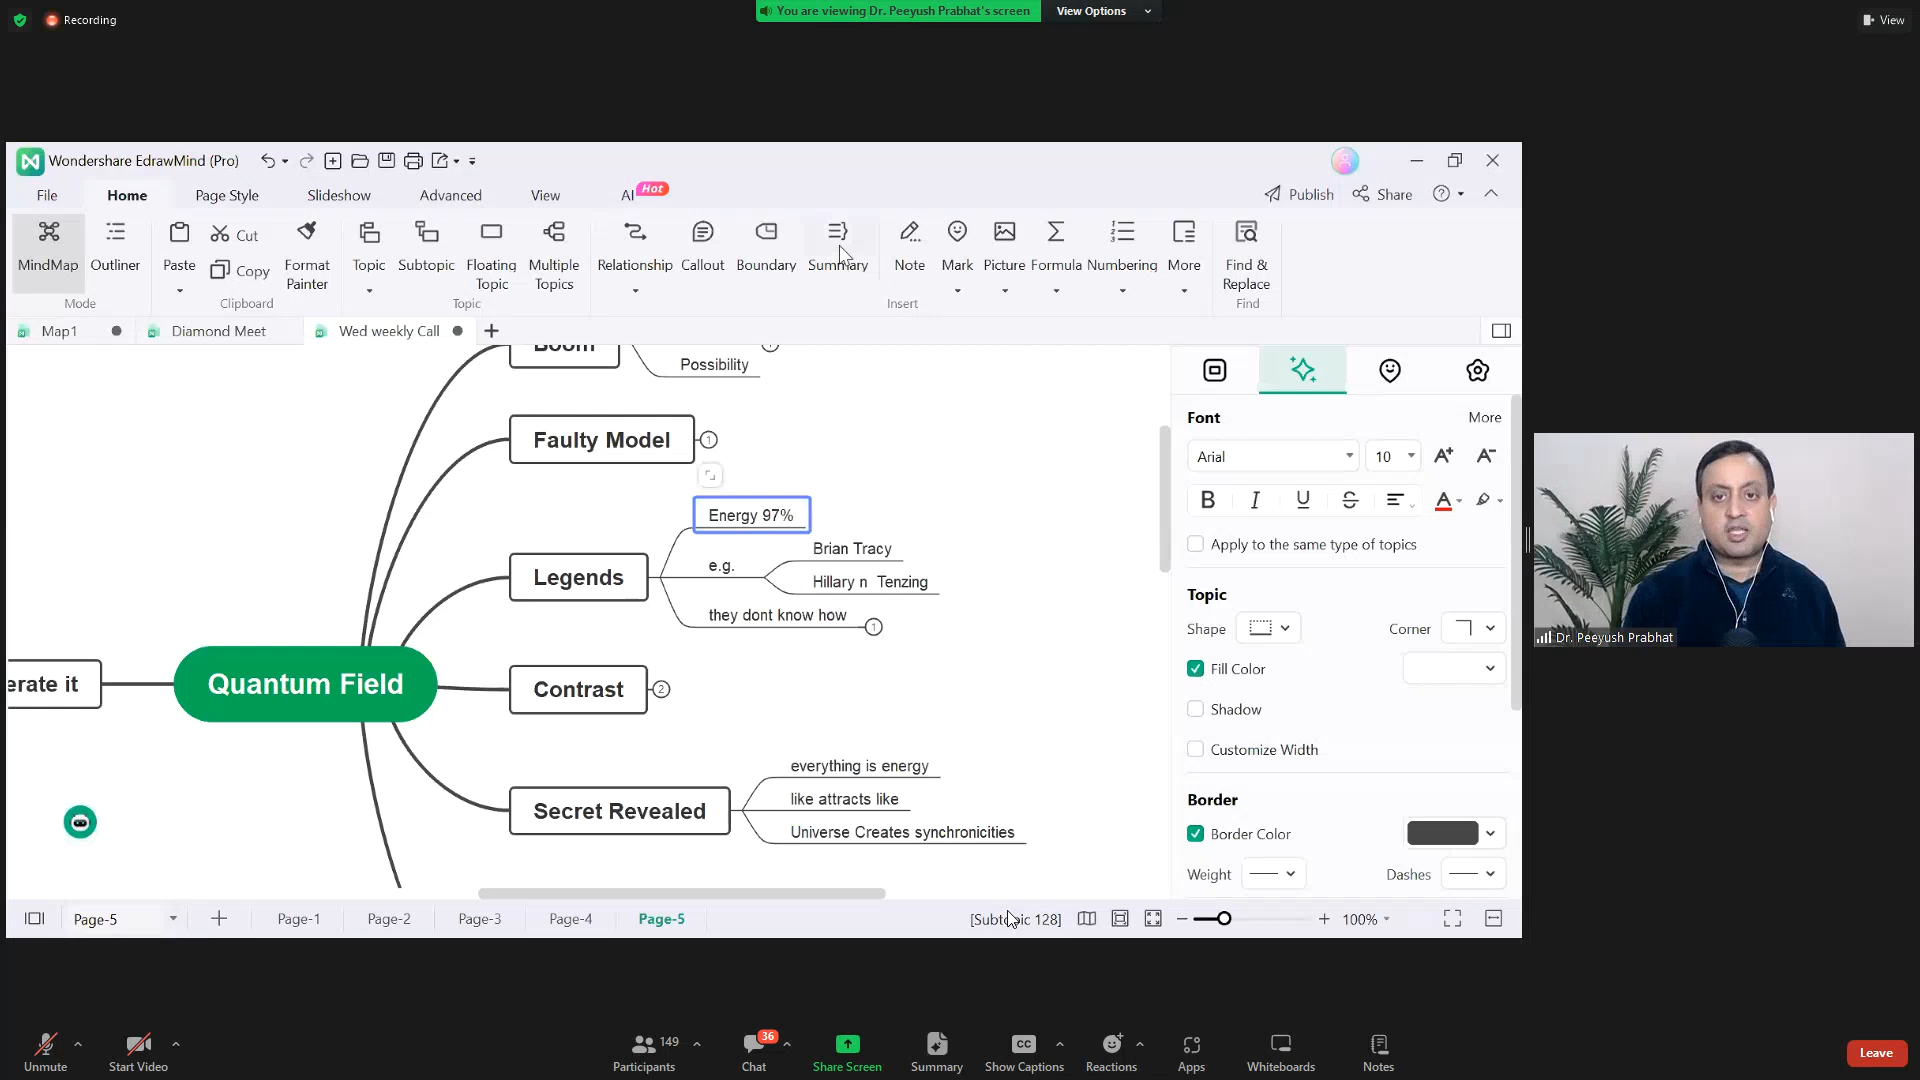 Recording
You are viewing Dr. Peeyush Prabhat's screen
View Options
View
Wondershare EdrawMind (Pro)
File
Home
Page Style
Slideshow
Advanced
View
AI
Hot
Publish
Share
MindMap
Outliner
Mode
Paste
Cut
Copy
Format Painter
Clipboard
Topic
Subtopic
Floating Topic
Multiple Topics
Topic
Relationship
Callout
Boundary
Summary
Note
Mark
Picture
Formula
Numbering
More
Insert
Find & Replace
Find
Map1
Diamond Meet
Wed weekly Call
Boom
Possibility
Faulty Model
1
Energy 97%
Legends
e.g.
Brian Tracy
Hillary n  Tenzing
they dont know how
1
erate it
Quantum Field
Contrast
2
Secret Revealed
everything is energy
like attracts like
Universe Creates synchronicities
Font
More
Arial
10
A+
A-
B
I
U
S
A
Apply to the same type of topics
Topic
Shape
Corner
Fill Color
Shadow
Customize Width
Border
Border Color
Weight
Dashes
Page-5
Page-1
Page-2
Page-3
Page-4
Page-5
[Subtopic 128]
100%
Dr. Peeyush Prabhat
Unmute
Start Video
149
Participants
36
Chat
Share Screen
Summary
CC
Show Captions
Reactions
Apps
Whiteboards
Notes
Leave